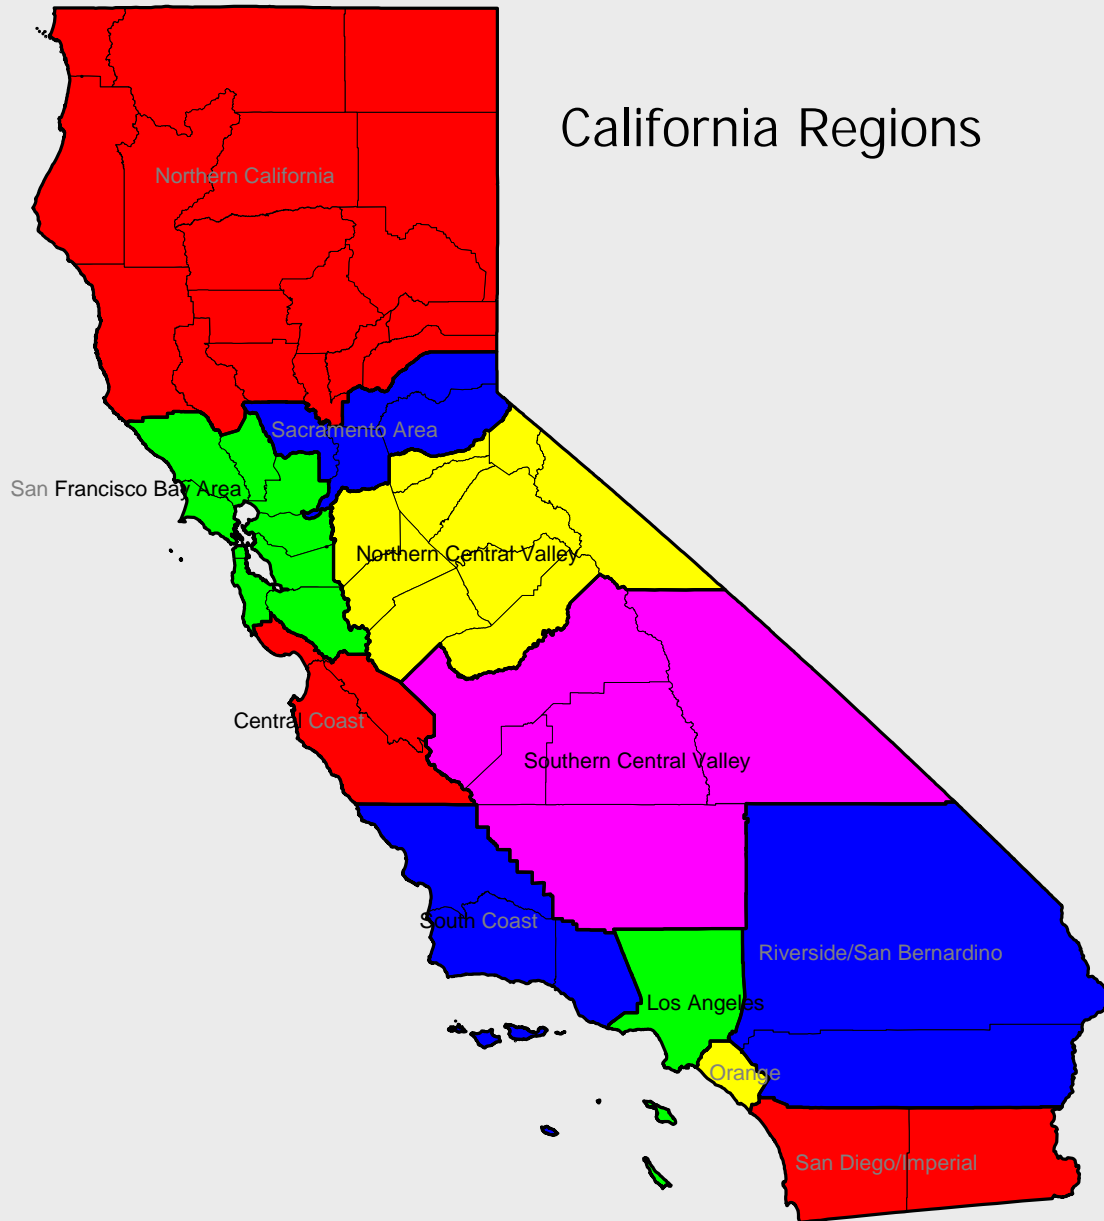 California Regions
Northern California
Sacramento Area
San Francisco Bay Area
Northern Central Valley
Central Coast
Southern Central Valley
South Coast
Riverside/San Bernardino
Los Angeles
Orange
San Diego/Imperial